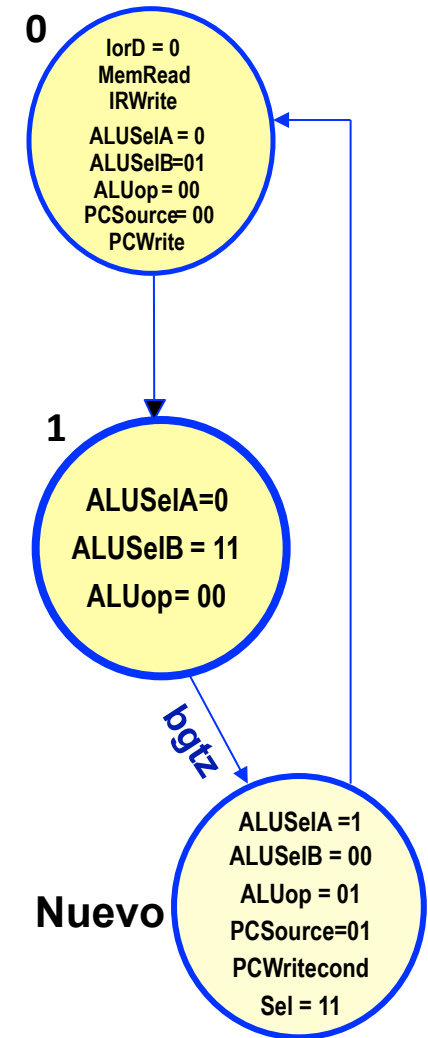 0
IorD = 0
MemRead
IRWrite
ALUSelA = 0
ALUSelB=01
ALUop = 00
PCSource= 00
PCWrite
1
ALUSelA=0
ALUSelB = 11
ALUop= 00
bgtz
Nuevo
ALUSelA =1
ALUSelB = 00
ALUop = 01
PCSource=01
PCWritecond
Sel = 11